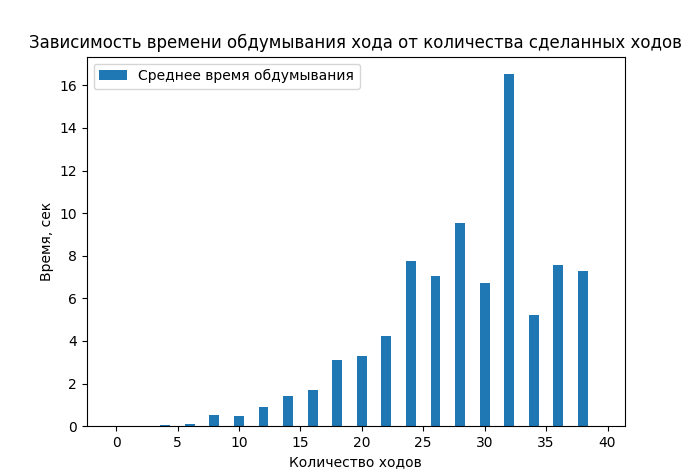 Зависимость времени обдумывания хода от количества сделанных ходов
Среднее время обдумывания
16
14
12
10
8
6
4
2
0
Время, сек
0 5 10 15 20 25 30 35 40
Количество ходов